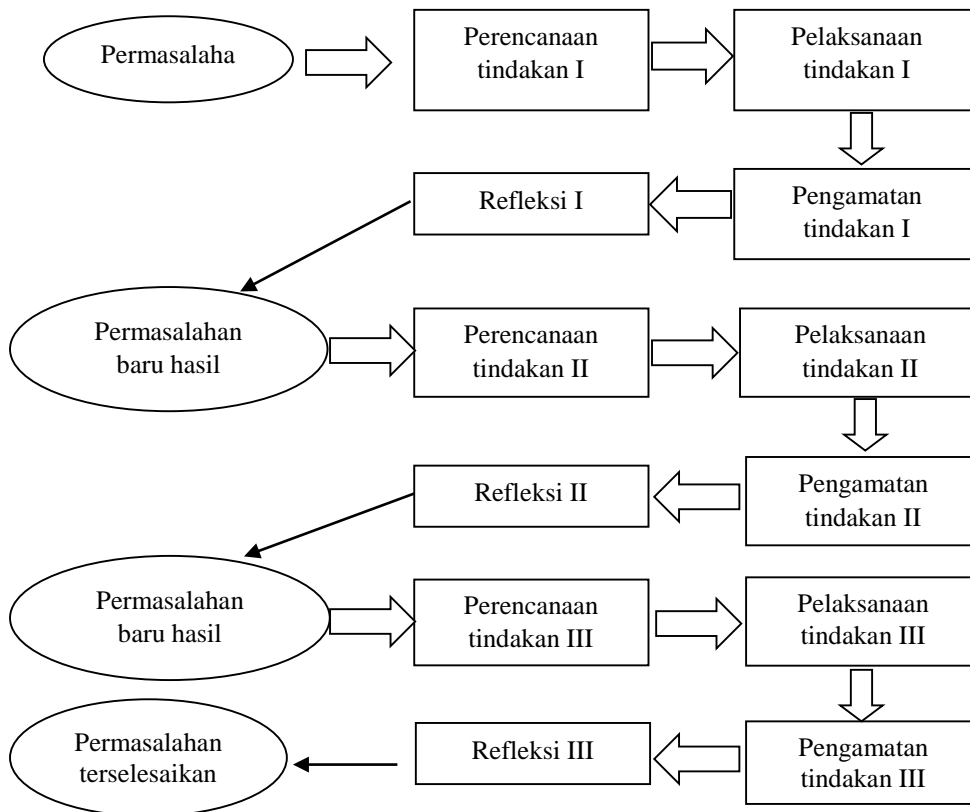 Permasalaha
Perencanaan
tindakan I
Pelaksanaan
tindakan I
Refleksi I
Pengamatan
tindakan I
Permasalahan
baru hasil
Perencanaan
tindakan II
Pelaksanaan
tindakan II
Refleksi II
Pengamatan
tindakan II
Permasalahan
baru hasil
Perencanaan
tindakan III
Pelaksanaan
tindakan III
Permasalahan
terselesaikan
Refleksi III
Pengamatan
tindakan III